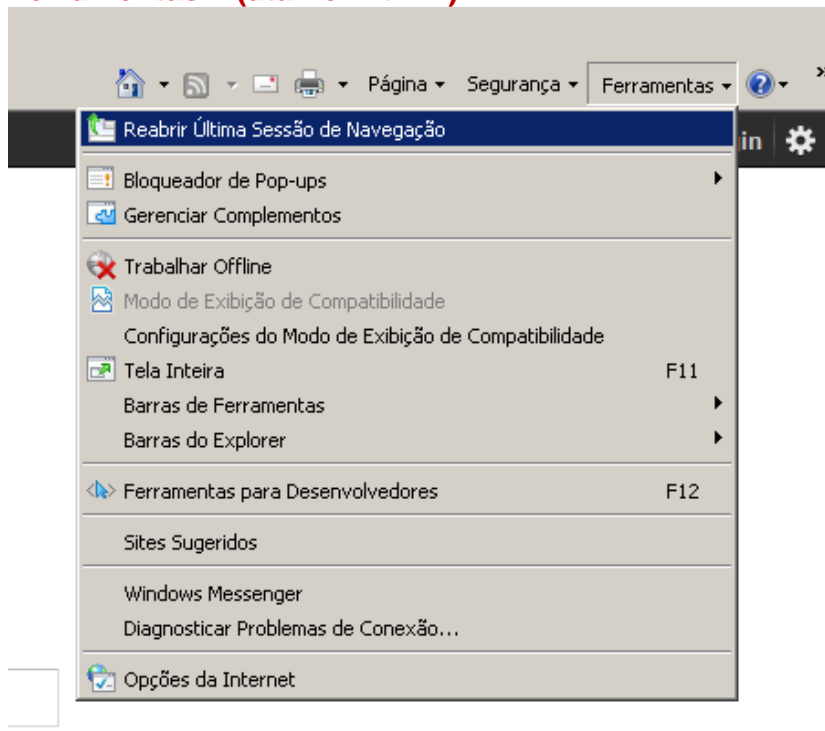 Página Segurança Ferramentas
Reabrir Última Sessão de Navegação
in
Bloqueador de Pop-ups
Gerenciar Complementos
Trabalhar Offline
Modo de Exibição de Compatibilidade
Configurações do Modo de Exibição de Compatibilidade
Tela Inteira F11
Barras de Ferramentas
Barras do Explorer
Ferramentas para Desenvolvedores F12
Sites Sugeridos
Windows Messenger
Diagnosticar Problemas de Conexão...
Opções da Internet